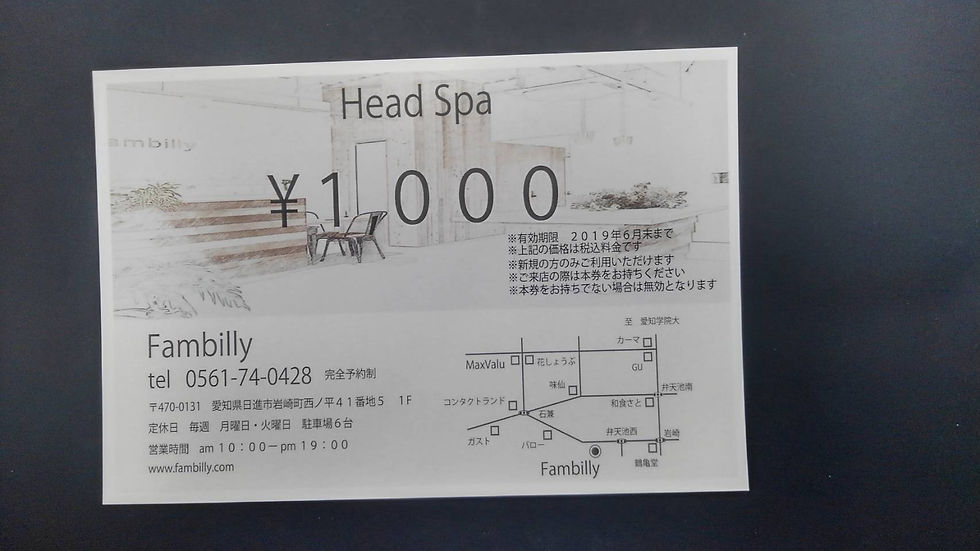 Head Spa
ambilly
¥1000
※有効期限 2019年6月末まで
※上記の価格は税込料金です
※新規の方のみご利用いただけます
※ご来店の際は本券をお持ちください
※本券をお持ちでない場合は無効となります
Fambilly
tel 0561-74-0428 完全予約制
〒470-0131 愛知県日進市岩崎町西ノ平41番地5 1F
定休日 毎週 月曜日・火曜日 駐車場6台
営業時間 am10:00－pm19:00
www.fambilly.com
至 愛知学院大
カーマ
MaxValu
花しょうぶ
GU
味仙
弁天池南
コンタクトランド
和食さと
石兼
ガスト
バロー
弁天池西
岩崎
Fambilly
鶴亀堂